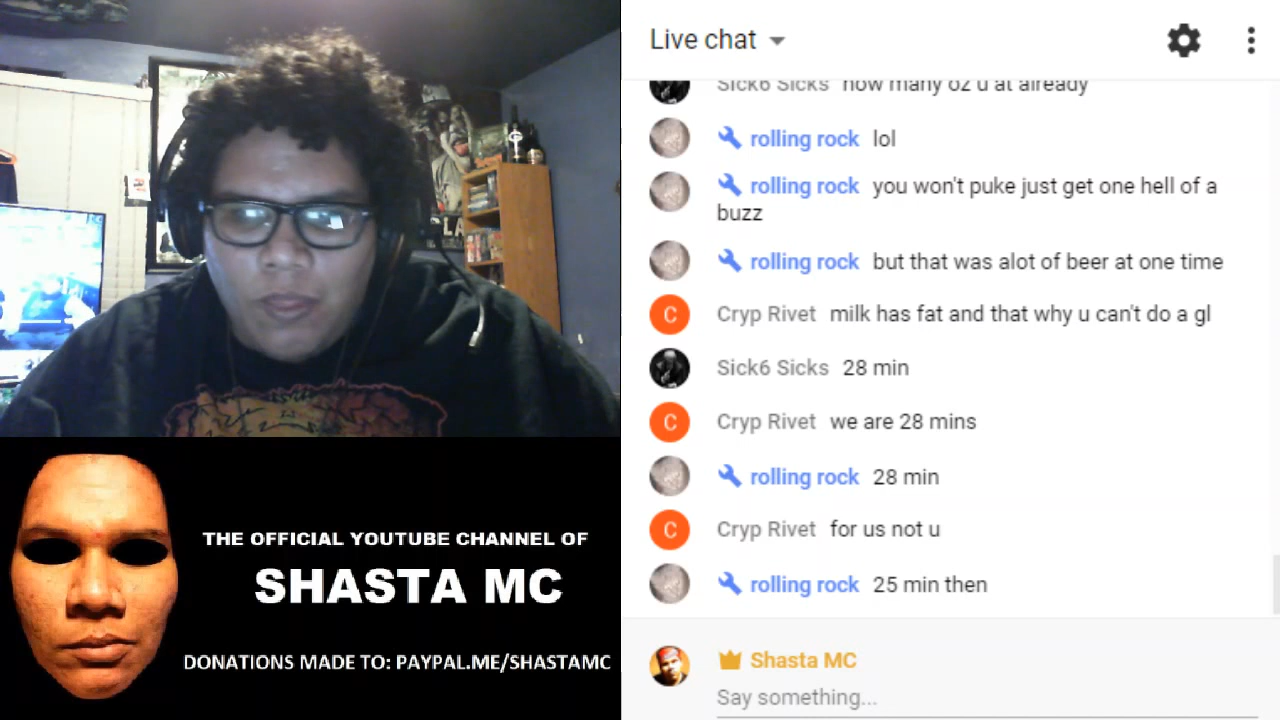 Live chat
Sick6 Sicks how many oz u at already
rolling rock lol
rolling rock you won't puke just get one hell of a
buzz
rolling rock but that was alot of beer at one time
Cryp Rivet milk has fat and that why u can't do a gl
Sick6 Sicks 28 min
Cryp Rivet we are 28 mins
rolling rock 28 min
Cryp Rivet for us not u
rolling rock 25 min then
Shasta MC
Say something...
THE OFFICIAL YOUTUBE CHANNEL OF
SHASTA MC
DONATIONS MADE TO: PAYPAL.ME/SHASTAMC